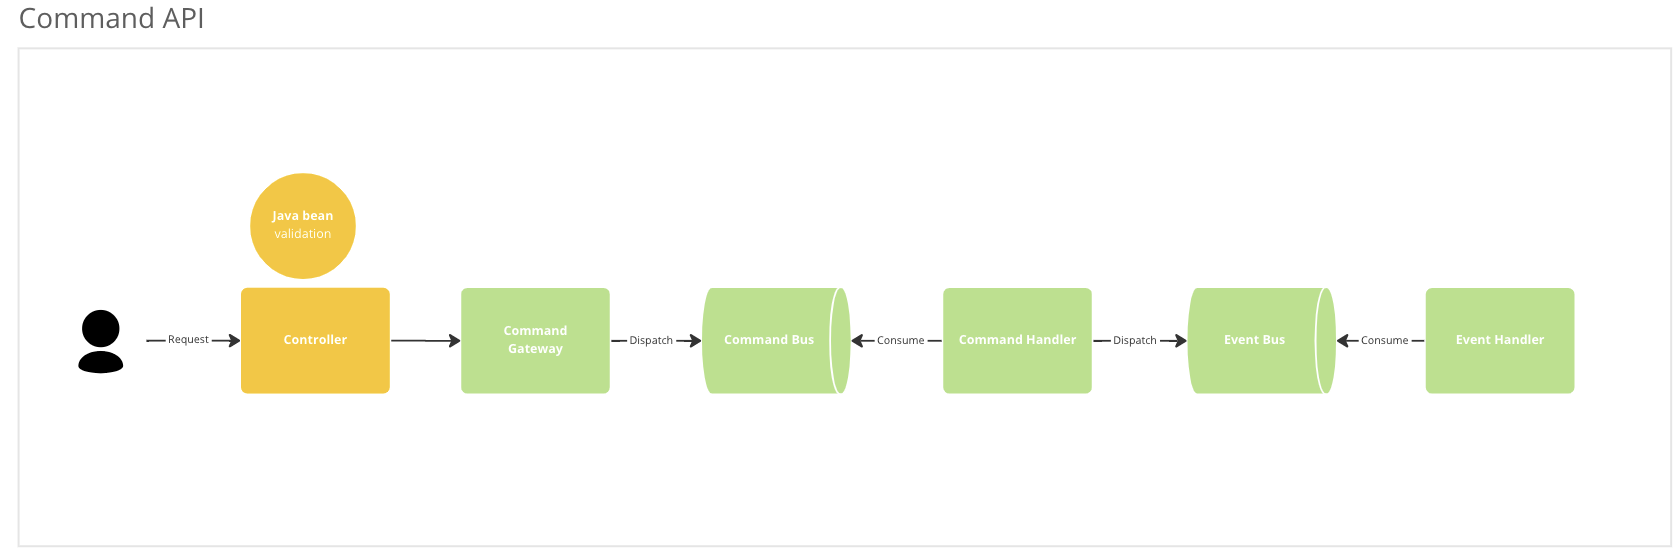 Command API
Java bean
validation
Request
Controller
Command
Gateway
Dispatch
Command Bus
Consume
Command Handler
Dispatch
Event Bus
Consume
Event Handler